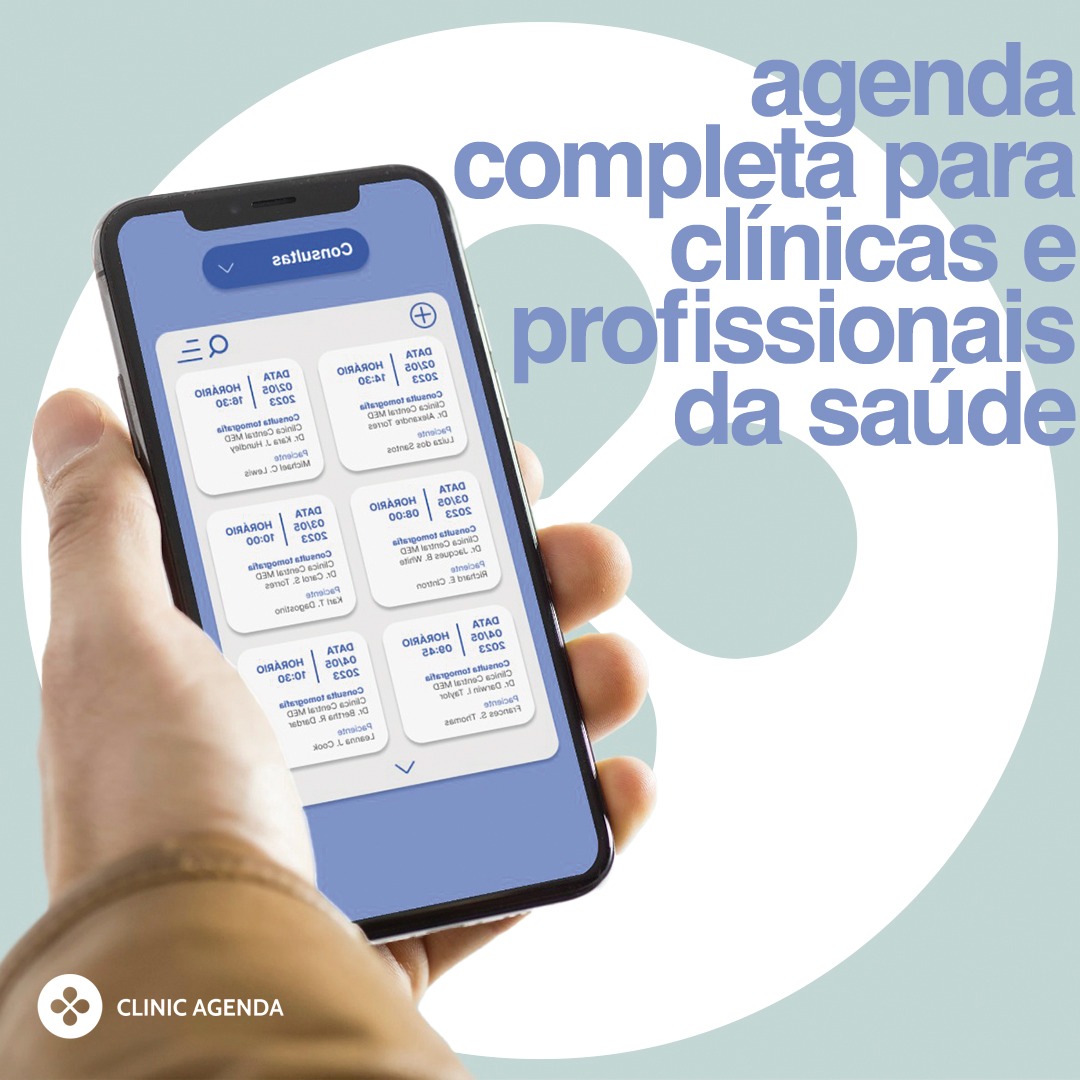 agenda
completa para
clínicas e
profissionais
da saúde
Consultas
DATA
02/05
2023
HORÁRIO
14:30
Consulta tomografia
Clínica Central MED
Dr. Alexandre Torres
Paciente
Luiza dos Santos
DATA
02/05
2023
HORÁRIO
16:30
Consulta tomografia
Clínica Central MED
Dr. Kara J. Hundley
Paciente
Michael C. Lewis
DATA
03/05
2023
HORÁRIO
08:00
Consulta tomografia
Clínica Central MED
Dr. Jacques B. White
Paciente
Richard E. Cintron
DATA
03/05
2023
HORÁRIO
10:00
Consulta tomografia
Clínica Central MED
Dr. Carol S. Torres
Paciente
Karl T. Dagostino
DATA
04/05
2023
HORÁRIO
09:45
Consulta tomografia
Clínica Central MED
Dr. Darwin I. Taylor
Paciente
Frances S. Thomas
DATA
04/05
2023
HORÁRIO
10:30
Consulta tomografia
Clínica Central MED
Dr. Bertha R. Dardar
Paciente
Leanna J. Cook
CLINIC AGENDA